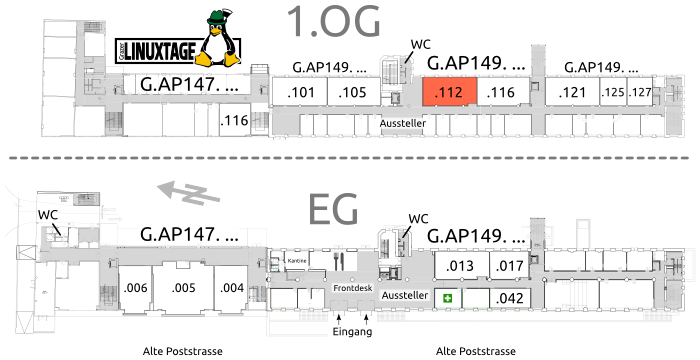 1.OG
Grazer
LINUXTAGE
WC
G.AP147. ...
G.AP149. ...
G.AP149. ...
G.AP149. ...
.101
.105
.112
.116
.121
.125
.127
.116
Aussteller
EG
WC
G.AP147. ...
WC
G.AP149. ...
Kantine
.013
.017
.006
.005
.004
Frontdesk
Aussteller
.042
Eingang
Alte Poststrasse
Alte Poststrasse